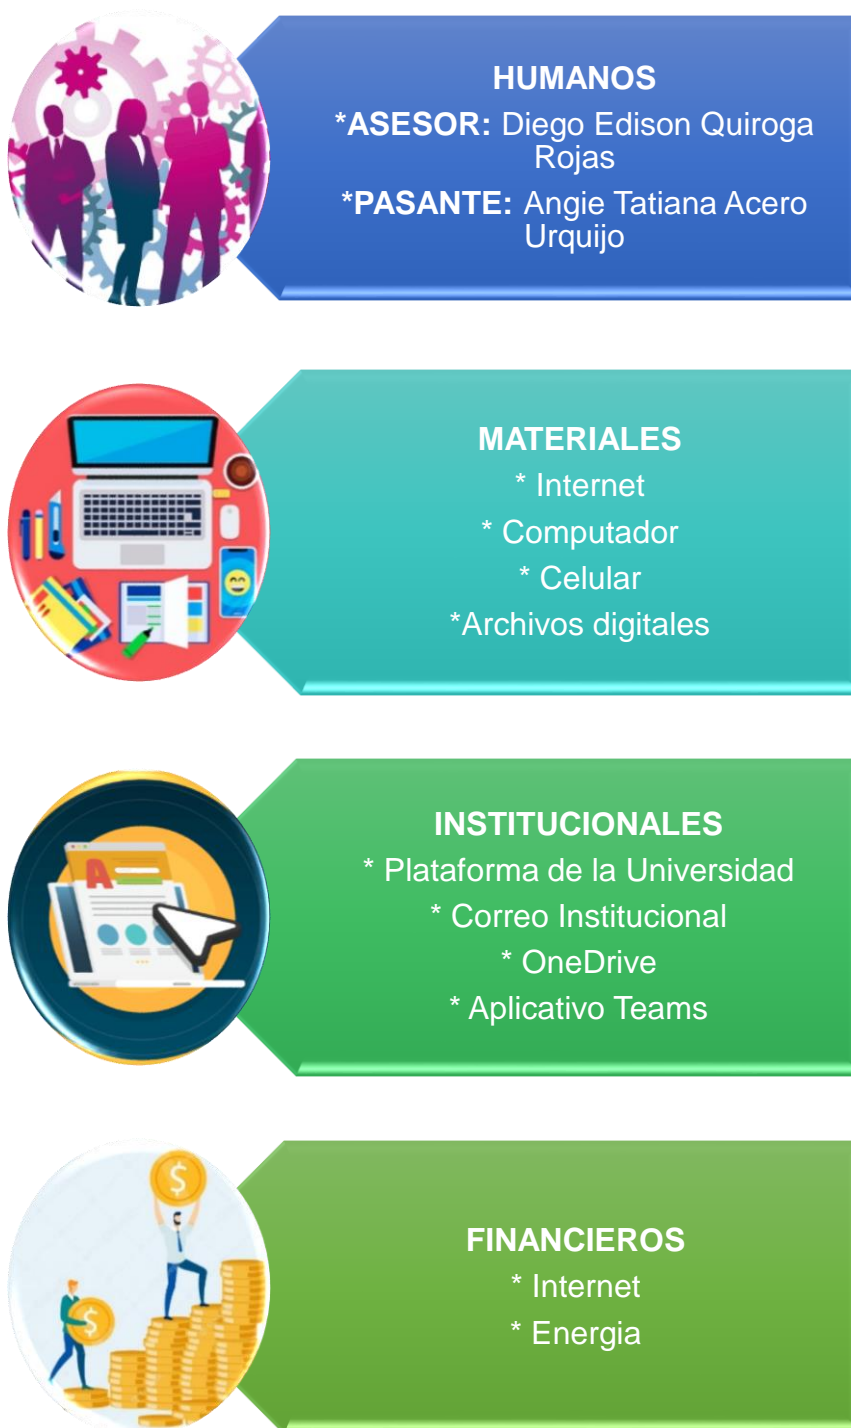 HUMANOS
*ASESOR: Diego Edison Quiroga
Rojas
*PASANTE: Angie Tatiana Acero
Urquijo
MATERIALES
* Internet
* Computador
* Celular
*Archivos digitales
INSTITUCIONALES
* Plataforma de la Universidad
* Correo Institucional
* OneDrive
* Aplicativo Teams
A
FINANCIEROS
* Internet
* Energia
$
$